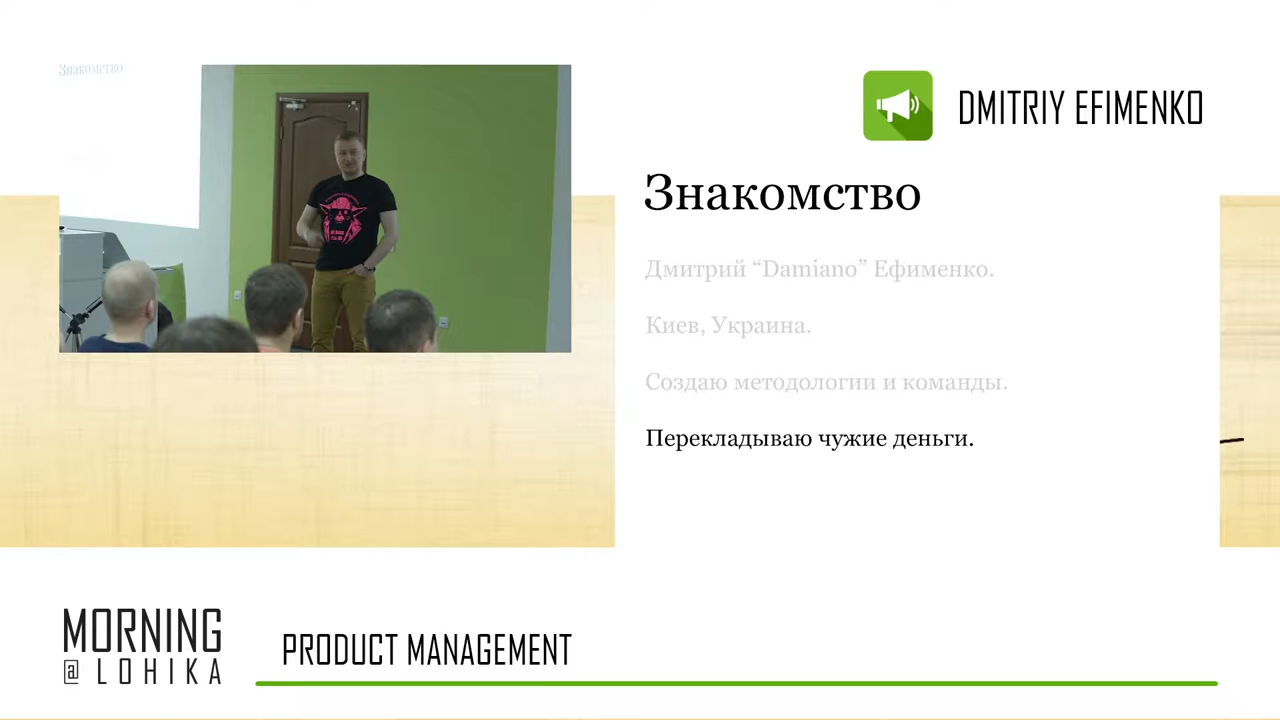 Знакомство
DMITRIY EFIMENKO
Знакомство
Дмитрий “Damiano” Ефименко.
Киев, Украина.
Создаю методологии и команды.
Перекладываю чужие деньги.
MORNING
@ LOHIKA
PRODUCT MANAGEMENT